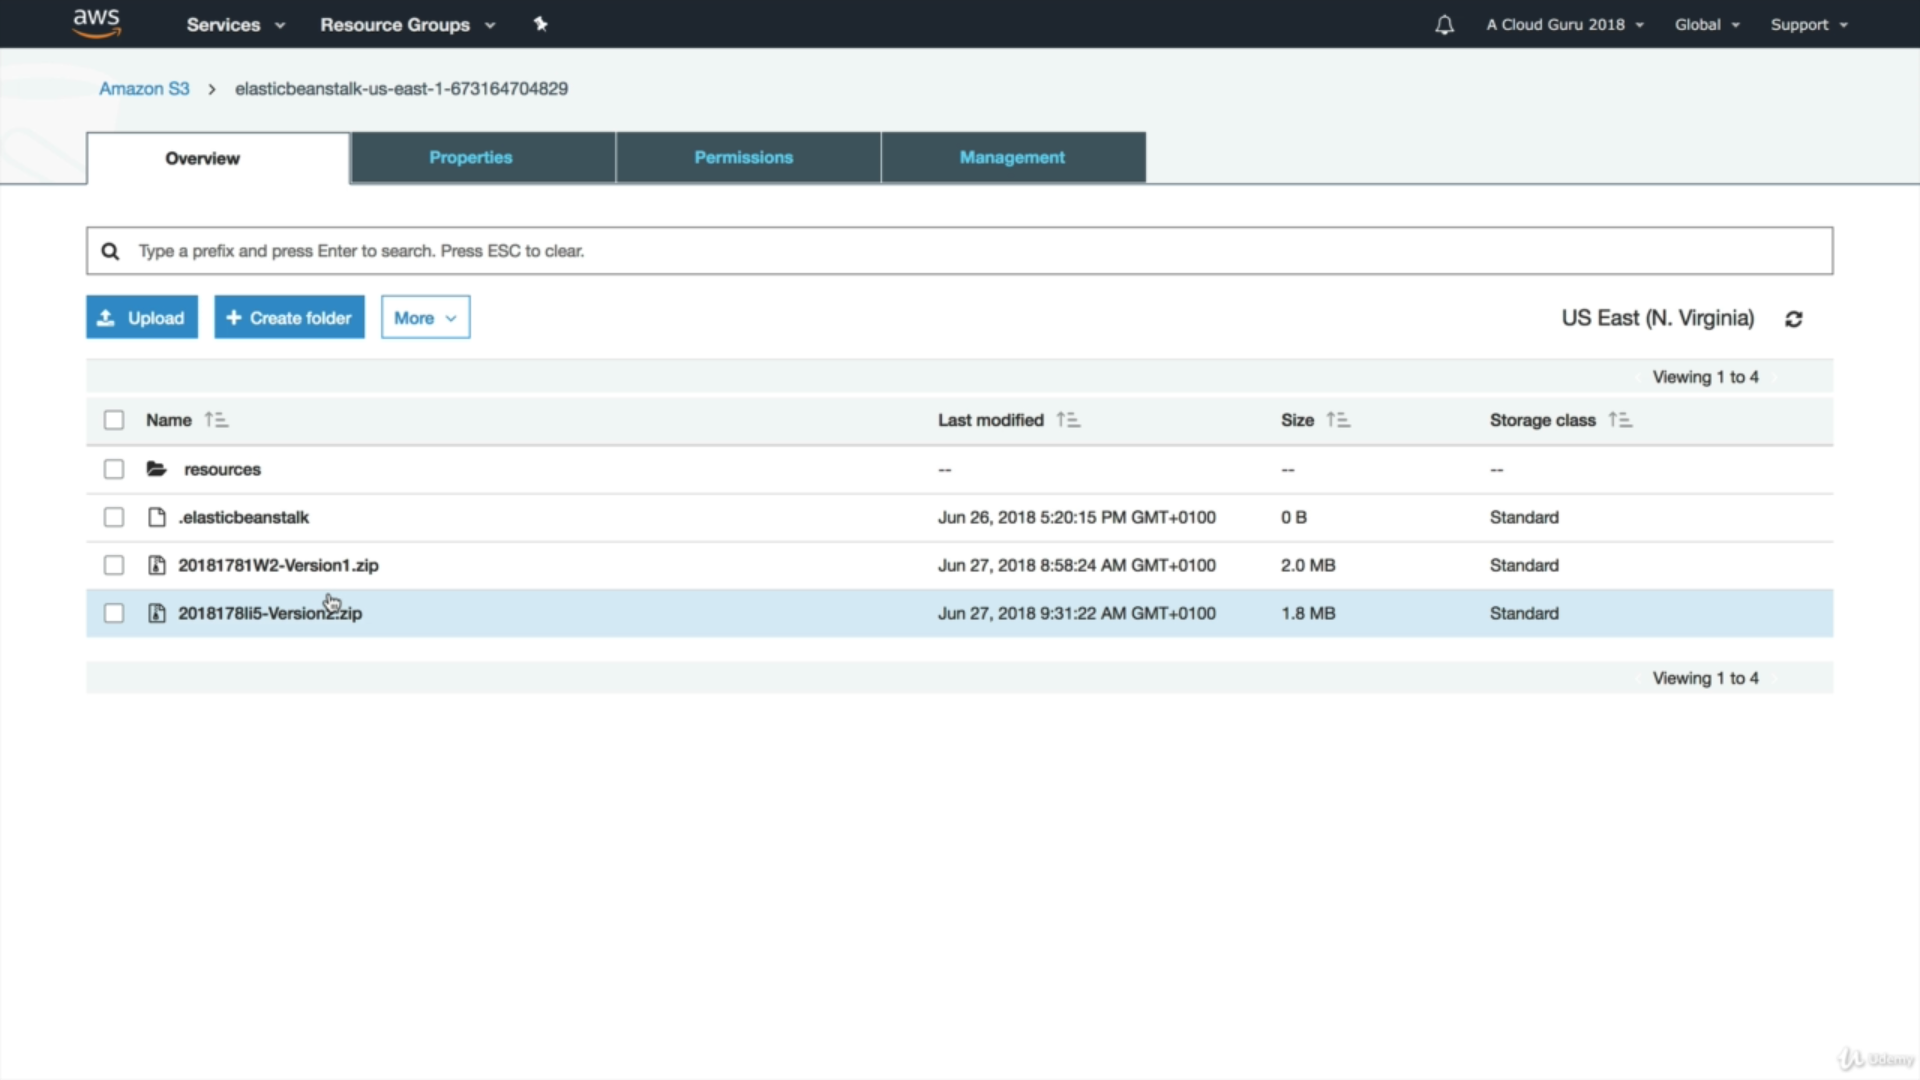 aws Services Resource Groups A Cloud Guru 2018 Global Support
Amazon S3 > elasticbeanstalk-us-east-1-673164704829
Overview Properties Permissions Management
Type a prefix and press Enter to search. Press ESC to clear.
Upload + Create folder More US East (N. Virginia)
Viewing 1 to 4
Name Last modified Size Storage class
resources -- -- --
.elasticbeanstalk Jun 26, 2018 5:20:15 PM GMT+0100 0 B Standard
20181781W2-Version1.zip Jun 27, 2018 8:58:24 AM GMT+0100 2.0 MB Standard
2018178Ii5-Version2.zip Jun 27, 2018 9:31:22 AM GMT+0100 1.8 MB Standard
Viewing 1 to 4
Udemy